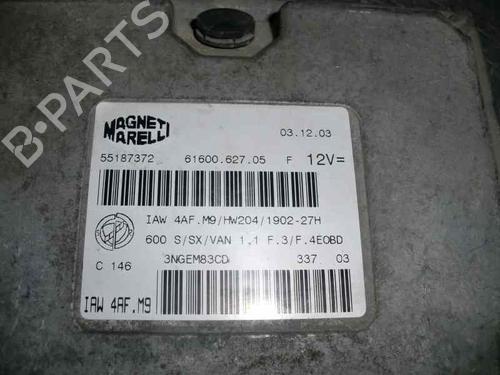 B-PARTS
MAGNETI
MARELLI
03.12.03
55187372 61600.627.05 F 12V=
IAW 4AF.M9/HW204/1902-27H
600 S/SX/VAN 1.1 F.3/F.4EOBD
C 146 3NGEM83CD 337 03
IAW 4AF.M9